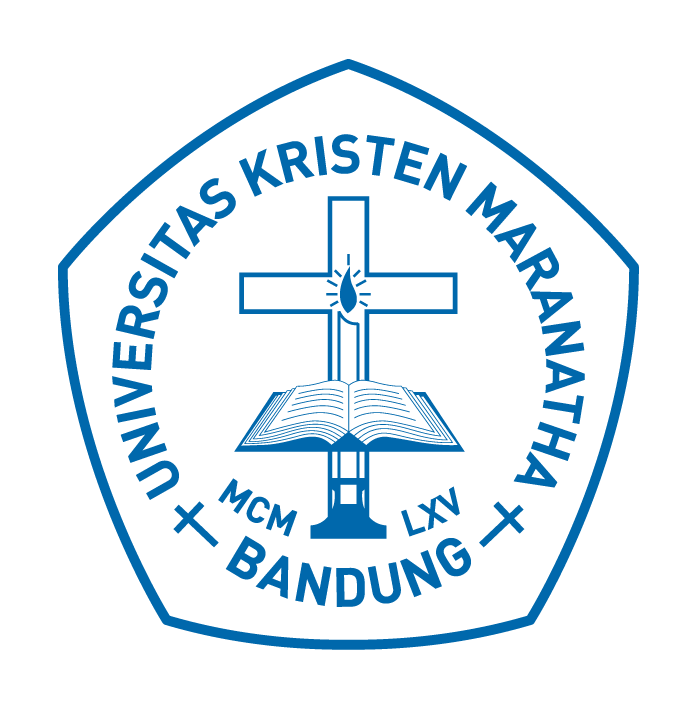 UNIVERSITAS KRISTEN MARANATHA
MCM LXV
BANDUNG